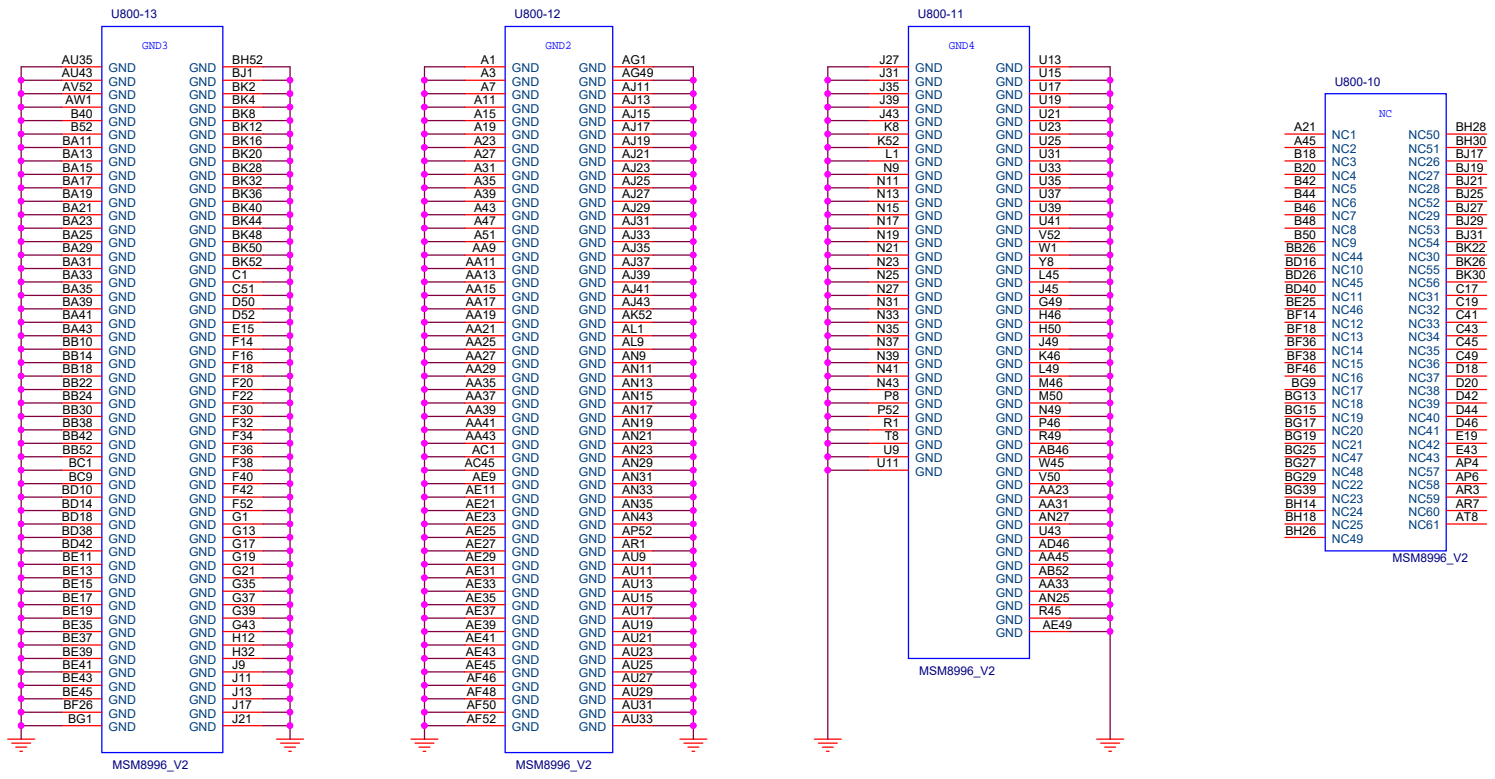 U800-13
GND3
AU35 GND GND BH52
AU43 GND GND BJ1
AV52 GND GND BK2
AW1 GND GND BK4
B40 GND GND BK8
B52 GND GND BK12
BA11 GND GND BK16
BA13 GND GND BK20
BA15 GND GND BK28
BA17 GND GND BK32
BA19 GND GND BK36
BA21 GND GND BK40
BA23 GND GND BK44
BA25 GND GND BK48
BA29 GND GND BK50
BA31 GND GND BK52
BA33 GND GND C1
BA35 GND GND C51
BA39 GND GND D50
BA41 GND GND D52
BA43 GND GND E15
BB10 GND GND F14
BB14 GND GND F16
BB18 GND GND F18
BB22 GND GND F20
BB24 GND GND F22
BB30 GND GND F30
BB38 GND GND F32
BB42 GND GND F34
BB52 GND GND F36
BC1 GND GND F38
BC9 GND GND F40
BD10 GND GND F42
BD14 GND GND F52
BD18 GND GND G1
BD38 GND GND G13
BD42 GND GND G17
BE11 GND GND G19
BE13 GND GND G21
BE15 GND GND G35
BE17 GND GND G37
BE19 GND GND G39
BE35 GND GND G43
BE37 GND GND H12
BE39 GND GND H32
BE41 GND GND J9
BE43 GND GND J11
BE45 GND GND J13
BF26 GND GND J17
BG1 GND GND J21
MSM8996_V2
U800-12
GND2
A1 GND GND AG1
A3 GND GND AG49
A7 GND GND AJ11
A11 GND GND AJ13
A15 GND GND AJ15
A19 GND GND AJ17
A23 GND GND AJ19
A27 GND GND AJ21
A31 GND GND AJ23
A35 GND GND AJ25
A39 GND GND AJ27
A43 GND GND AJ29
A47 GND GND AJ31
A51 GND GND AJ33
AA9 GND GND AJ35
AA11 GND GND AJ37
AA13 GND GND AJ39
AA15 GND GND AJ41
AA17 GND GND AJ43
AA19 GND GND AK52
AA21 GND GND AL1
AA25 GND GND AL9
AA27 GND GND AN9
AA29 GND GND AN11
AA35 GND GND AN13
AA37 GND GND AN15
AA39 GND GND AN17
AA41 GND GND AN19
AA43 GND GND AN21
AC1 GND GND AN23
AC45 GND GND AN29
AE9 GND GND AN31
AE11 GND GND AN33
AE21 GND GND AN35
AE23 GND GND AN43
AE25 GND GND AP52
AE27 GND GND AR1
AE29 GND GND AU9
AE31 GND GND AU11
AE33 GND GND AU13
AE35 GND GND AU15
AE37 GND GND AU17
AE39 GND GND AU19
AE41 GND GND AU21
AE43 GND GND AU23
AE45 GND GND AU25
AF46 GND GND AU27
AF48 GND GND AU29
AF50 GND GND AU31
AF52 GND GND AU33
MSM8996_V2
U800-11
GND4
J27 GND GND U13
J31 GND GND U15
J35 GND GND U17
J39 GND GND U19
J43 GND GND U21
K8 GND GND U23
K52 GND GND U25
L1 GND GND U31
N9 GND GND U33
N11 GND GND U35
N13 GND GND U37
N15 GND GND U39
N17 GND GND U41
N19 GND GND V52
N21 GND GND W1
N23 GND GND Y8
N25 GND GND L45
N27 GND GND J45
N31 GND GND G49
N33 GND GND H46
N35 GND GND H50
N37 GND GND J49
N39 GND GND K46
N41 GND GND L49
N43 GND GND M46
P8 GND GND M50
P52 GND GND N49
R1 GND GND P46
T8 GND GND R49
U9 GND GND AB46
U11 GND GND W45
GND V50
GND AA23
GND AA31
GND AN27
GND U43
GND AD46
GND AA45
GND AB52
GND AA33
GND AN25
GND R45
GND AE49
MSM8996_V2
U800-10
NC
A21 NC1 NC50 BH28
A45 NC2 NC51 BH30
B18 NC3 NC26 BJ17
B20 NC4 NC27 BJ19
B42 NC5 NC28 BJ21
B44 NC6 NC52 BJ25
B46 NC7 NC29 BJ27
B48 NC8 NC53 BJ29
B50 NC9 NC54 BJ31
BB26 NC44 NC30 BK22
BD16 NC10 NC55 BK26
BD26 NC45 NC56 BK30
BD40 NC11 NC31 C17
BE25 NC46 NC32 C19
BF14 NC12 NC33 C41
BF18 NC13 NC34 C43
BF36 NC14 NC35 C45
BF38 NC15 NC36 C49
BF46 NC16 NC37 D18
BG9 NC17 NC38 D20
BG13 NC18 NC39 D42
BG15 NC19 NC40 D44
BG17 NC20 NC41 D46
BG19 NC21 NC42 E19
BG25 NC47 NC43 E43
BG27 NC48 NC57 AP4
BG29 NC22 NC58 AP6
BG39 NC23 NC59 AR3
BH14 NC24 NC60 AR7
BH18 NC25 NC61 AT8
BH26 NC49
MSM8996_V2